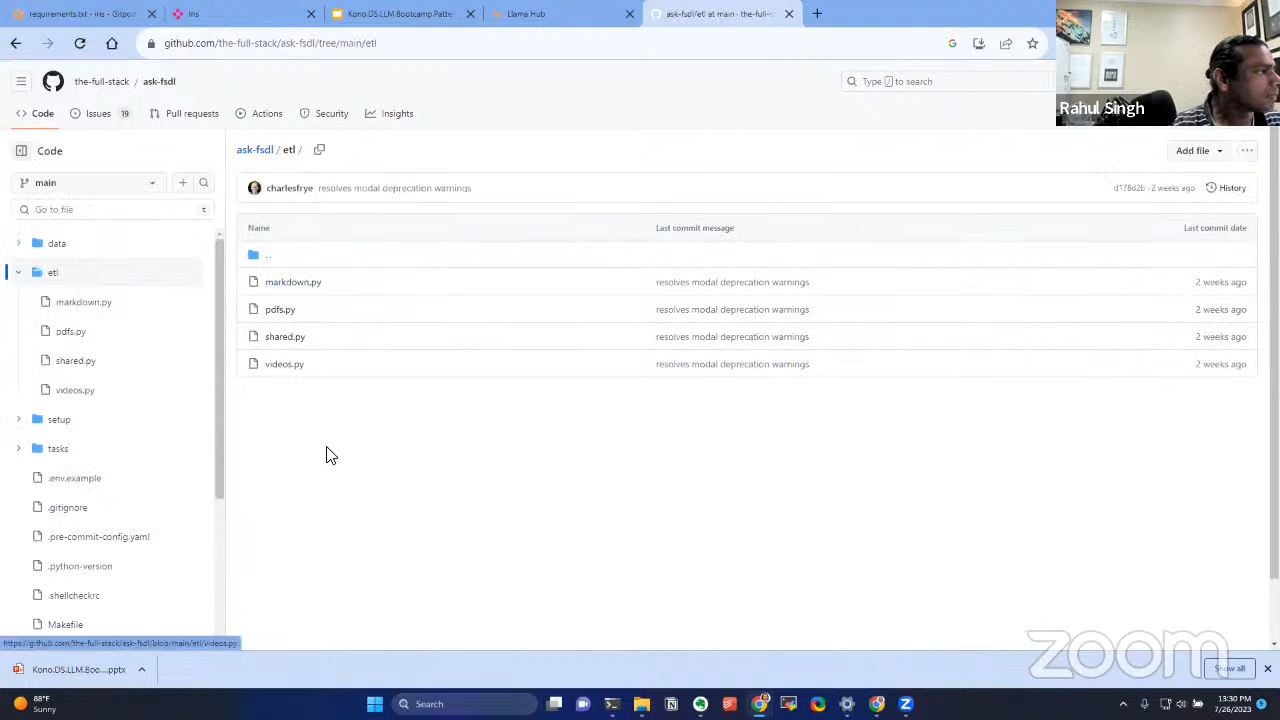 requirements.txt - iris - Gitpod
Iris
Kono.DS.LLM.Bootcamp Patte
Llama Hub
ask-fsdl/etl at main · the-full-s
github.com/the-full-stack/ask-fsdl/tree/main/etl
Rahul Singh
the-full-stack / ask-fsdl
Type / to search
Code
Issues 19
Pull requests
Actions
Security
Code
main
Go to file
t
data
etl
markdown.py
pdfs.py
shared.py
videos.py
setup
tasks
.env.example
.gitignore
.pre-commit-config.yaml
.python-version
.shellcheckrc
Makefile
https://github.com/the-full-stack/ask-fsdl/blob/main/etl/videos.py
ask-fsdl / etl /
Add file
charlesfrye resolves modal deprecation warnings
d178d2b · 2 weeks ago
History
Name Last commit message Last commit date
..
markdown.py resolves modal deprecation warnings 2 weeks ago
pdfs.py resolves modal deprecation warnings 2 weeks ago
shared.py resolves modal deprecation warnings 2 weeks ago
videos.py resolves modal deprecation warnings 2 weeks ago
zoom
Kono.DS.LLM.Boo....pptx
Show all
88°F
Sunny
Search
13:30 PM
7/26/2023